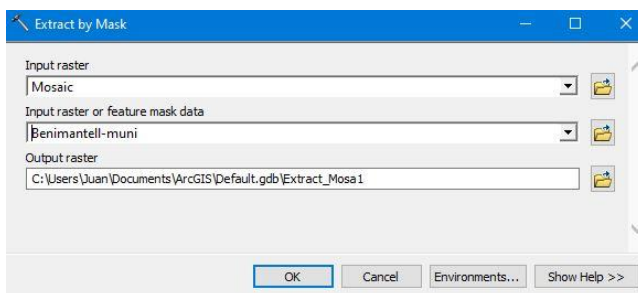 Extract by Mask
Input raster
Mosaic
Input raster or feature mask data
Benimantell-muni
Output raster
C:\Users\Juan\Documents\ArcGIS\Default.gdb\Extract_Mosa1
OK Cancel Environments... Show Help >>